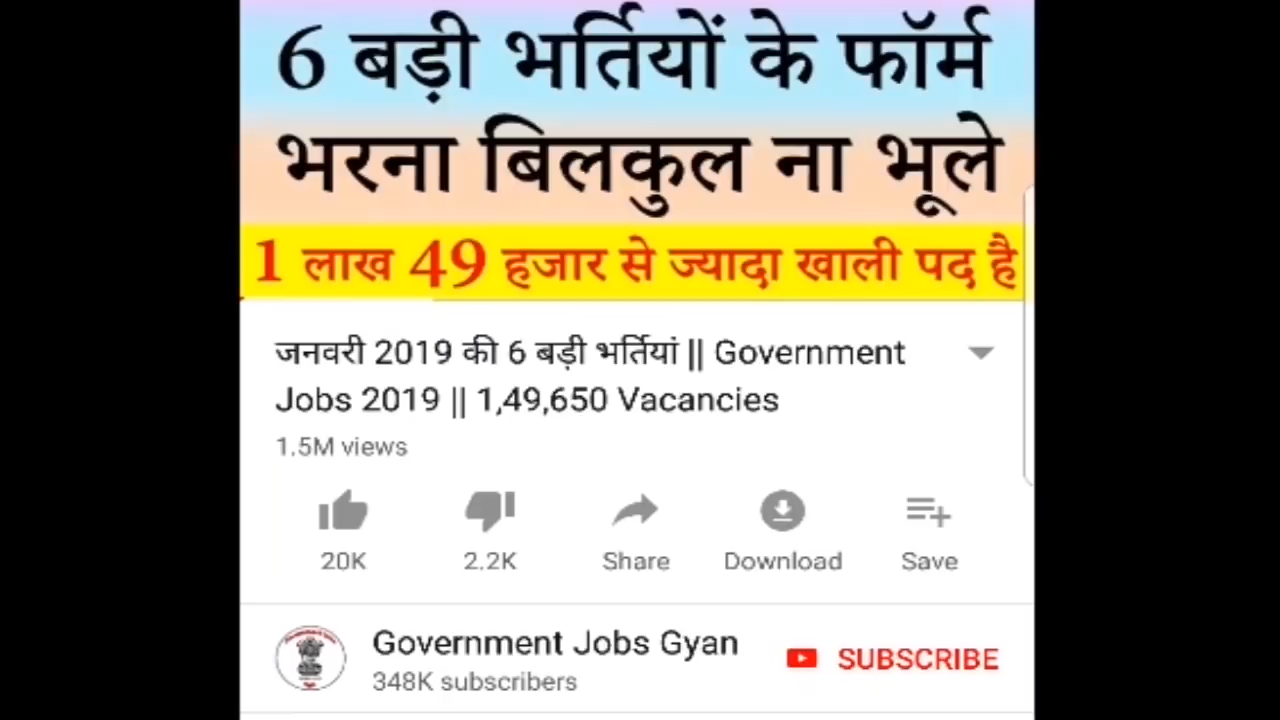 6 बड़ी भर्तियों के फॉर्म
भरना बिलकुल ना भूले
1 लाख 49 हजार से ज्यादा खाली पद है
जनवरी 2019 की 6 बड़ी भर्तियां || Government
Jobs 2019 || 1,49,650 Vacancies
1.5M views
20K 2.2K Share Download Save
Government Jobs Gyan SUBSCRIBE
348K subscribers